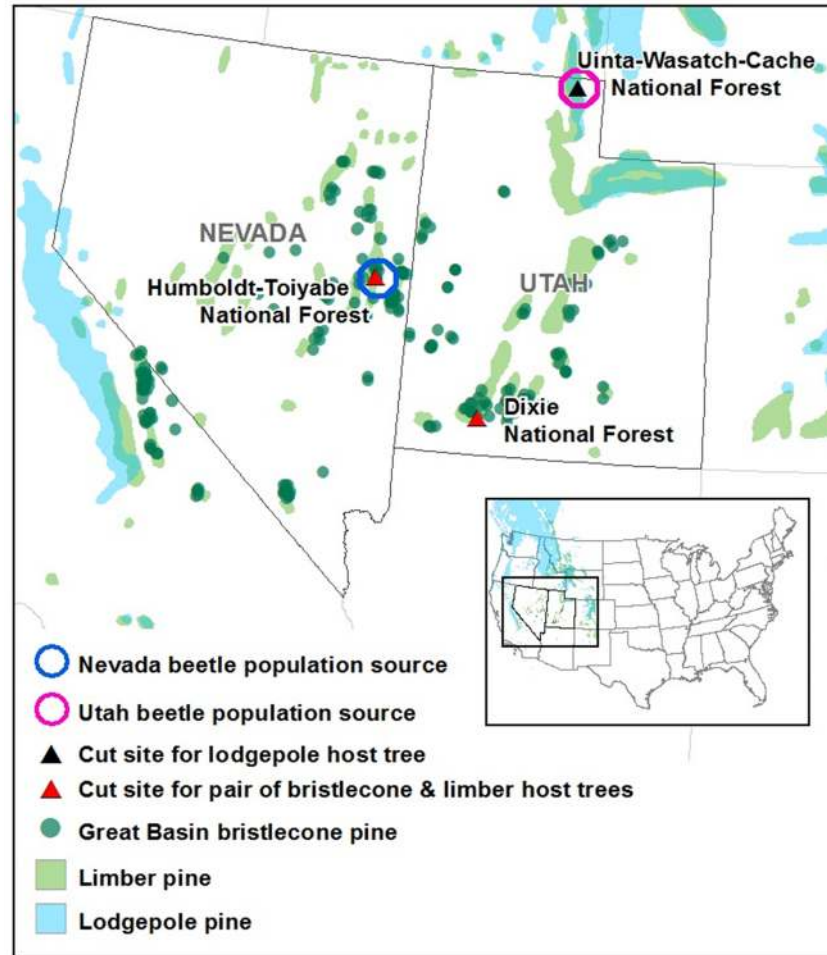 Uinta-Wasatch-Cache
National Forest
NEVADA
Humboldt-Toiyabe
National Forest
UTAH
Dixie
National Forest
Nevada beetle population source
Utah beetle population source
Cut site for lodgepole host tree
Cut site for pair of bristlecone & limber host trees
Great Basin bristlecone pine
Limber pine
Lodgepole pine